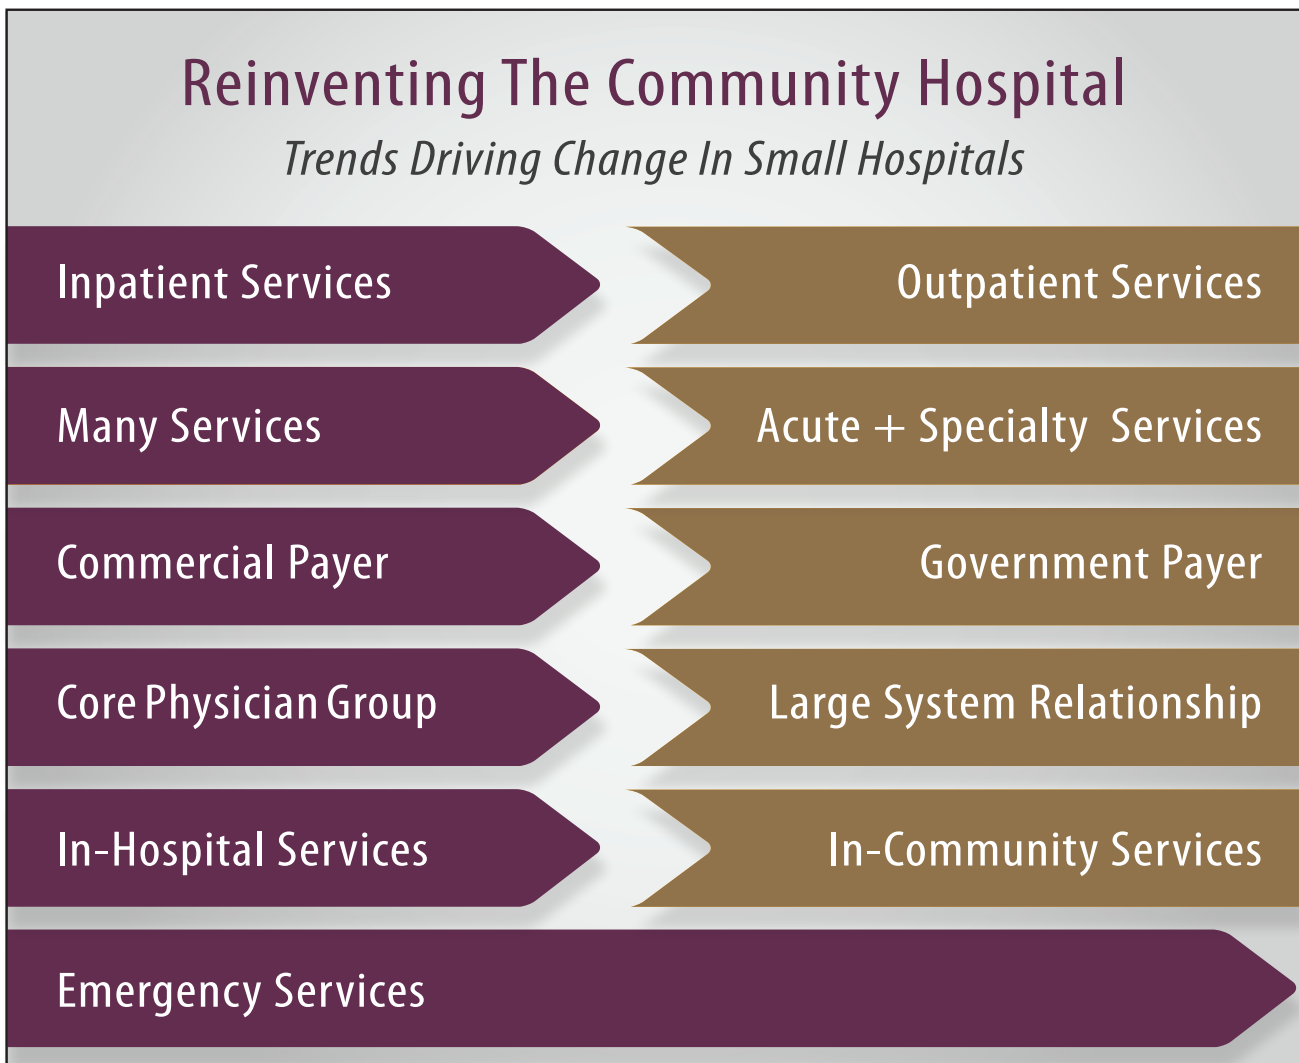 Reinventing The Community Hospital
Trends Driving Change In Small Hospitals
Inpatient Services
Outpatient Services
Many Services
Acute + Specialty Services
Commercial Payer
Government Payer
Core Physician Group
Large System Relationship
In-Hospital Services
In-Community Services
Emergency Services